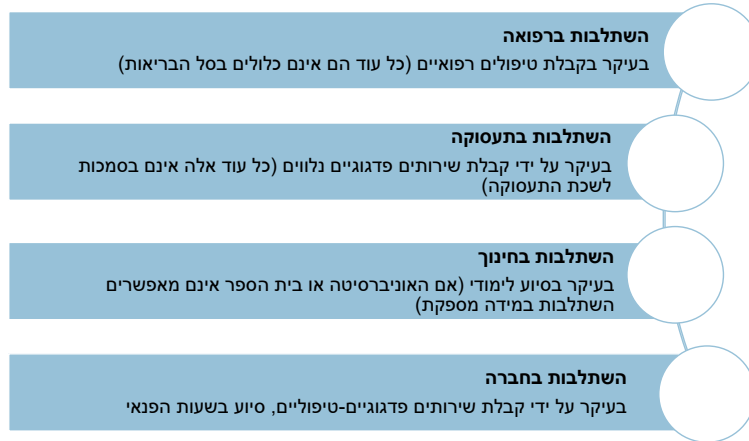 השתלבות ברפואה
בעיקר בקבלת טיפולים רפואיים (כל עוד הם אינם כלולים בסל הבריאות)
השתלבות בתעסוקה
בעיקר על ידי קבלת שירותים פדגוגיים נלווים (כל עוד אלה אינם בסמכות
לשכת התעסוקה)
השתלבות בחינוך
בעיקר בסיוע לימודי (אם האוניברסיטה או בית הספר אינם מאפשרים
השתלבות במידה מספקת)
השתלבות בחברה
בעיקר על ידי קבלת שירותים פדגוגיים-טיפוליים, סיוע בשעות הפנאי